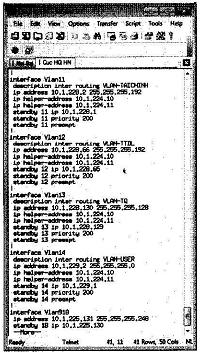 File Edit View Options Transfer Script Tools Help
Cuc HQ HN
interface Vlan11
description inter routing VLAN-TAICHINH
ip address 10.1.228.2 255.255.255.192
ip helper-address 10.1.224.10
ip helper-address 10.1.224.11
standby 11 ip 10.1.228.1
standby 11 priority 200
standby 11 preempt
!
interface Vlan12
description inter routing VLAN-TTDL
ip address 10.1.228.66 255.255.255.192
ip helper-address 10.1.224.10
ip helper-address 10.1.224.11
standby 12 ip 10.1.228.65
standby 12 priority 200
standby 12 preempt
!
interface Vlan13
description inter routing VLAN-TQ
ip address 10.1.228.130 255.255.255.128
ip helper-address 10.1.224.10
ip helper-address 10.1.224.11
standby 13 ip 10.1.228.129
standby 13 priority 200
standby 13 preempt
!
interface Vlan14
description inter routing VLAN-USER
ip address 10.1.229.2 255.255.255.0
ip helper-address 10.1.224.10
ip helper-address 10.1.224.11
standby 14 ip 10.1.229.1
standby 14 priority 200
standby 14 preempt
!
interface Vlan918
ip address 10.1.225.131 255.255.255.248
standby 18 ip 10.1.225.130
--More--
Ready Telnet 41, 11 41 Rows, 50 Cols